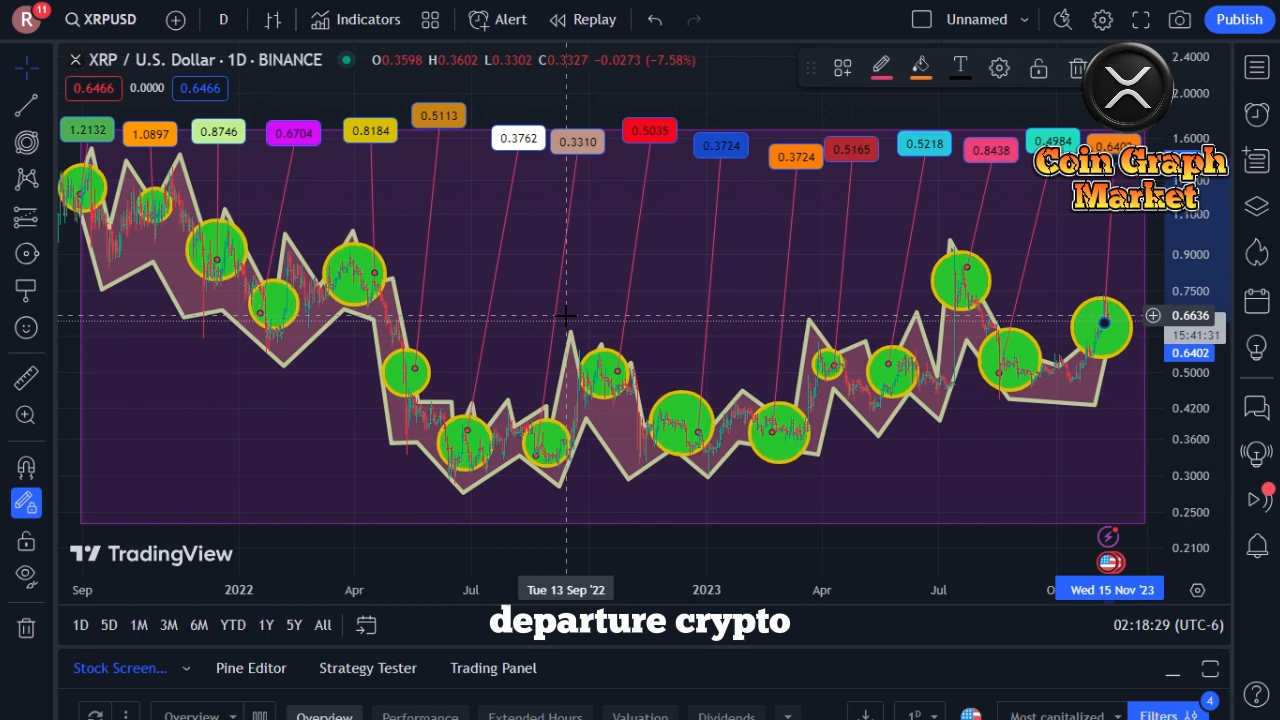 R 11 XRPUSD D Indicators Alert Replay Unnamed Publish
XRP / U.S. Dollar · 1D · BINANCE O0.3598 H0.3602 L0.3302 C0.3327 −0.0273 (−7.58%)
0.6466 0.0000 0.6466
1.2132 1.0897 0.8746 0.6704 0.8184 0.5113 0.3762 0.3310 0.5035 0.3724 0.3724 0.5165 0.5218 0.8438 0.4984
Coin Graph
Market
2.4000
2.0000
1.6000
1.1000
0.9000
0.7500
0.6636
15:41:31
0.6402
0.5000
0.4200
0.3600
0.3000
0.2500
0.2100
TradingView
Sep 2022 Apr Jul Tue 13 Sep '22 2023 Apr Jul Wed 15 Nov '23
departure crypto
1D 5D 1M 3M 6M YTD 1Y 5Y All 02:18:29 (UTC-6)
Stock Screen... Pine Editor Strategy Tester Trading Panel
Overview Overview Performance Extended Hours Valuation Dividends 1D Most capitalized Filters 4